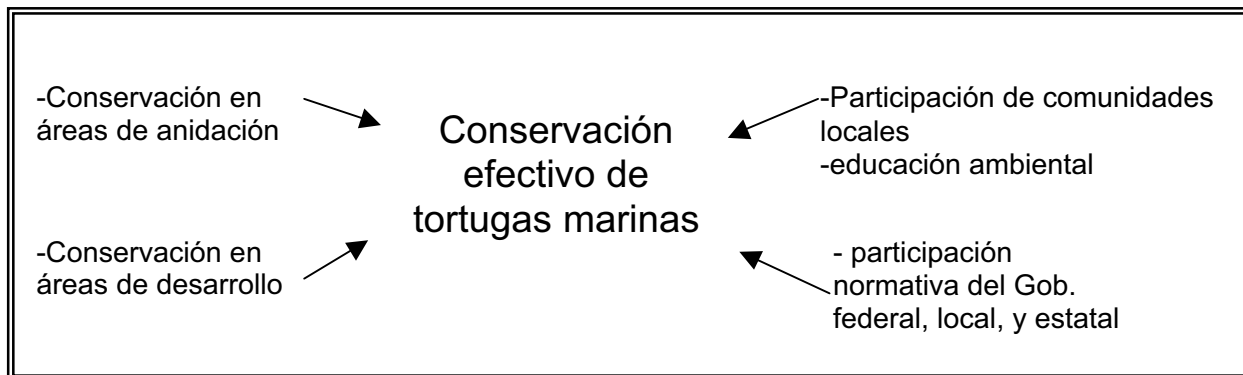 -Conservación en
áreas de anidación
-Conservación en
áreas de desarrollo
Conservación
efectivo de
tortugas marinas
-Participación de comunidades
locales
-educación ambiental
- participación
normativa del Gob.
federal, local, y estatal